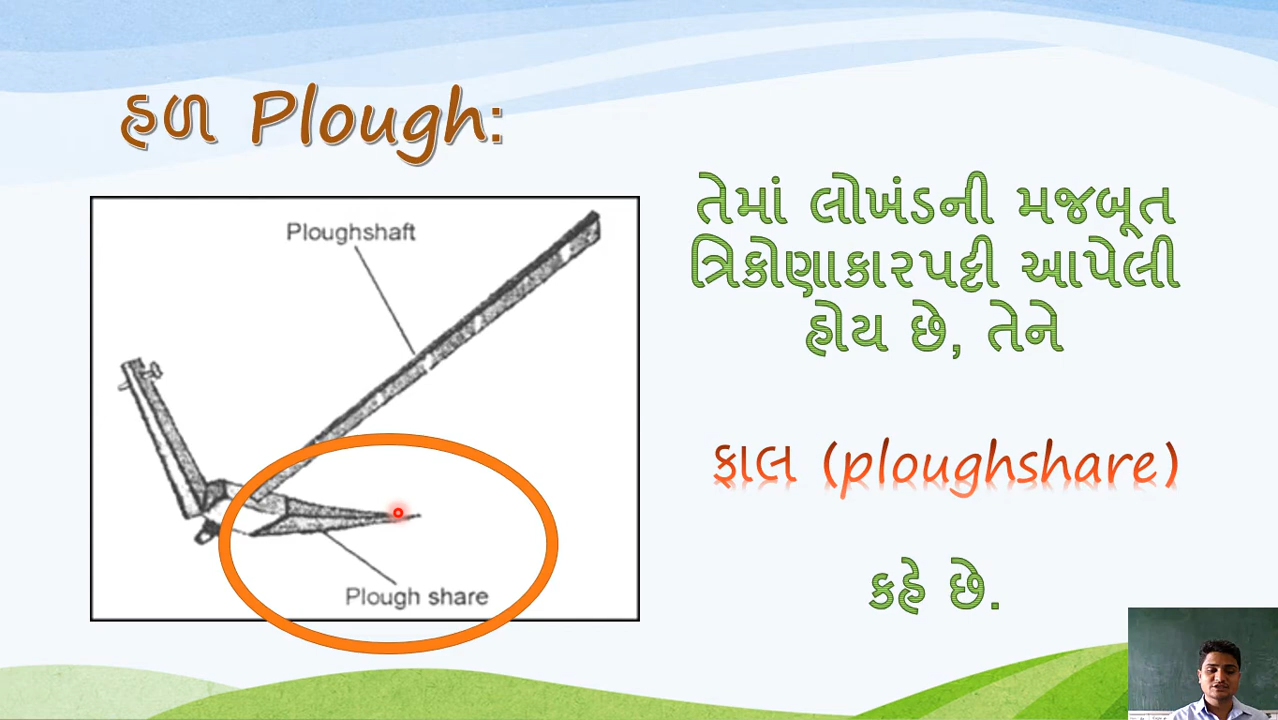 હળ Plough:
Ploughshaft
Plough share
તેમાં લોખંડની મજબૂત
ત્રિકોણાકારપટ્ટી આપેલી
હોય છે, તેને
ફાલ (ploughshare)
કહે છે.